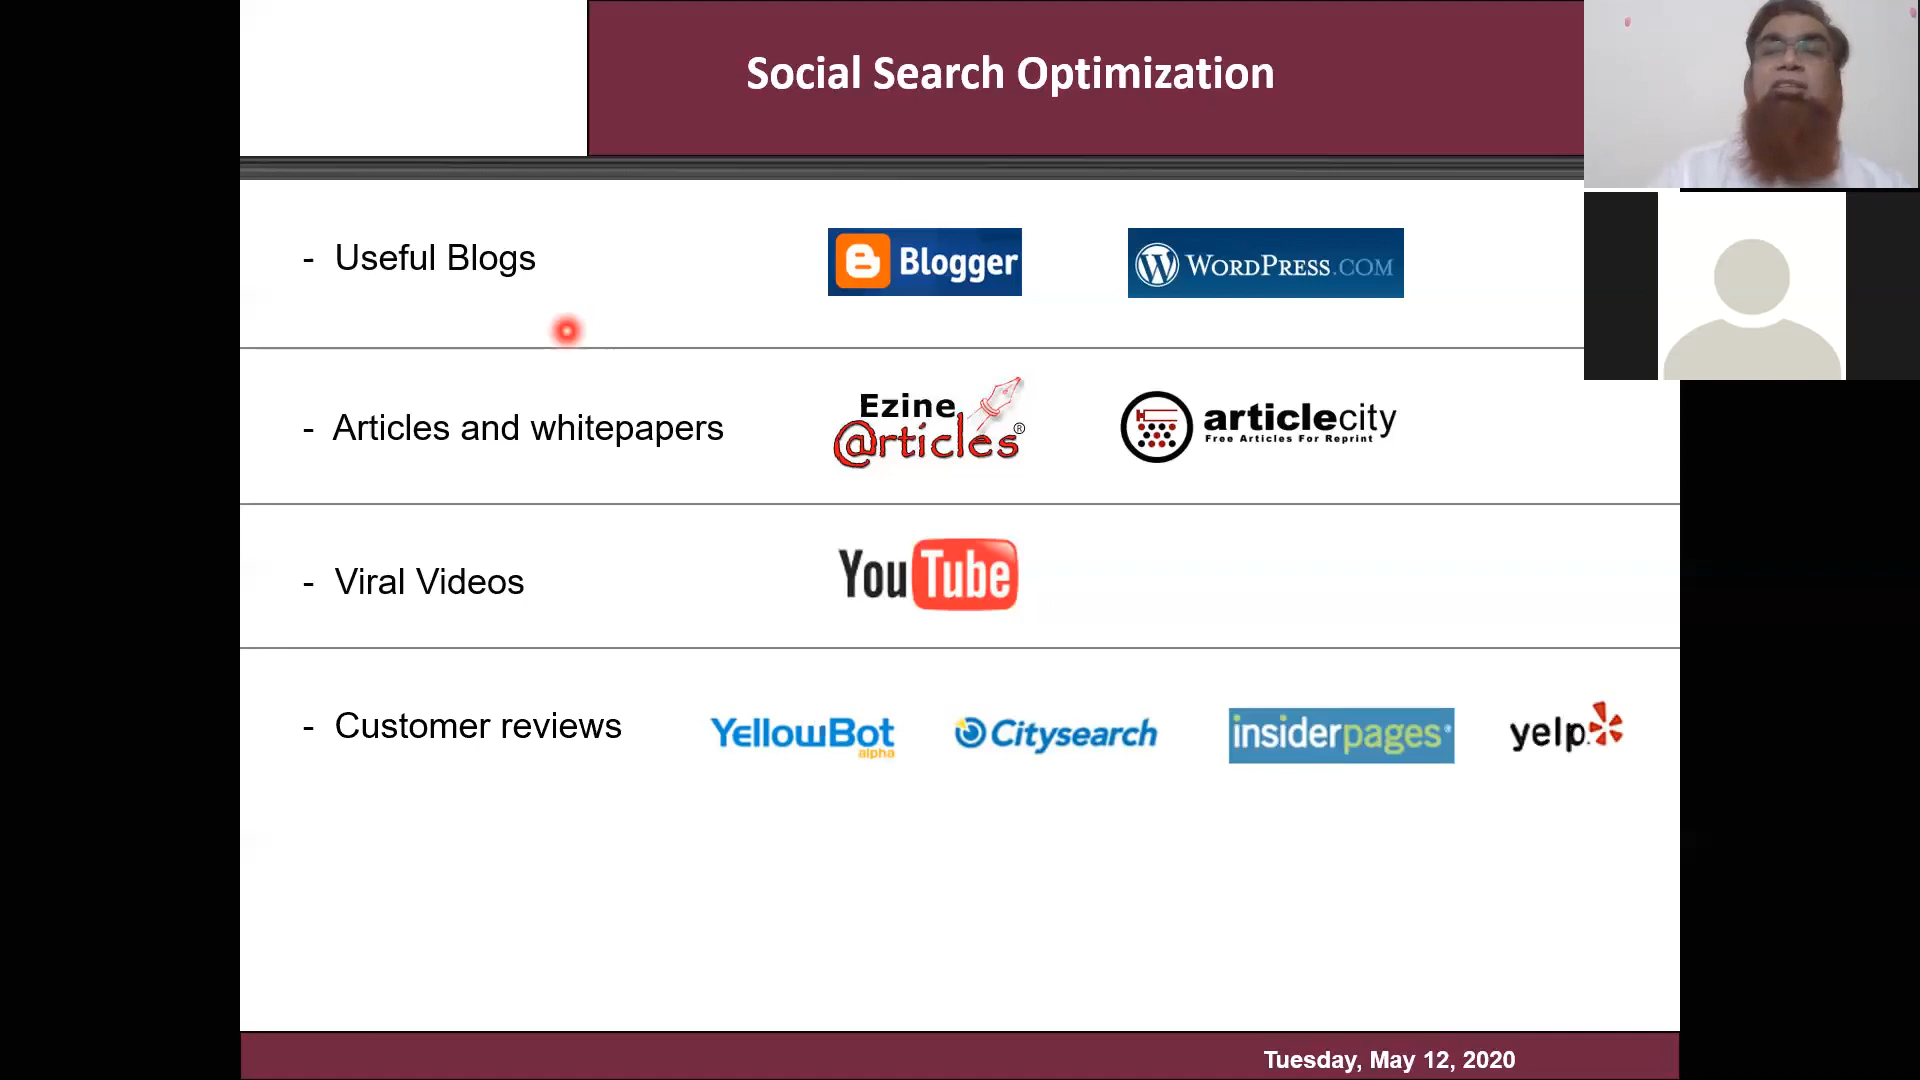 Social Search Optimization
- Useful Blogs
Blogger
WORDPRESS.COM
- Articles and whitepapers
Ezine
@rticles®
articlecity
Free Articles For Reprint
- Viral Videos
YouTube
- Customer reviews
YellowBot
alpha
Citysearch
insiderpages
yelp
Tuesday, May 12, 2020